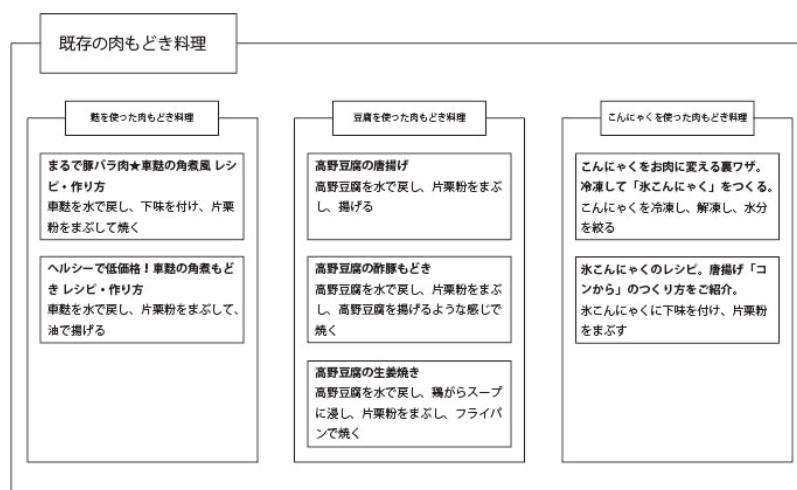 既存の肉もどき料理
麩を使った肉もどき料理
まるで豚バラ肉★車麩の角煮風 レシ
ピ・作り方
車麩を水で戻し、下味を付け、片栗
粉をまぶして焼く
ヘルシーで低価格！車麩の角煮もど
き レシピ・作り方
車麩を水で戻し、片栗粉をまぶして、
油で揚げる
豆腐を使った肉もどき料理
高野豆腐の唐揚げ
高野豆腐を水で戻し、片栗粉をまぶ
し、揚げる
高野豆腐の酢豚もどき
高野豆腐を水で戻し、片栗粉をまぶ
し、高野豆腐を揚げるような感じで
焼く
高野豆腐の生姜焼き
高野豆腐を水で戻し、鶏がらスープ
に浸し、片栗粉をまぶし、フライパ
ンで焼く
こんにゃくを使った肉もどき料理
こんにゃくをお肉に変える裏ワザ。
冷凍して「氷こんにゃく」をつくる。
こんにゃくを冷凍し、解凍し、水分
を絞る
氷こんにゃくのレシピ。唐揚げ「コ
ンから」のつくり方をご紹介。
氷こんにゃくに下味を付け、片栗粉
をまぶす